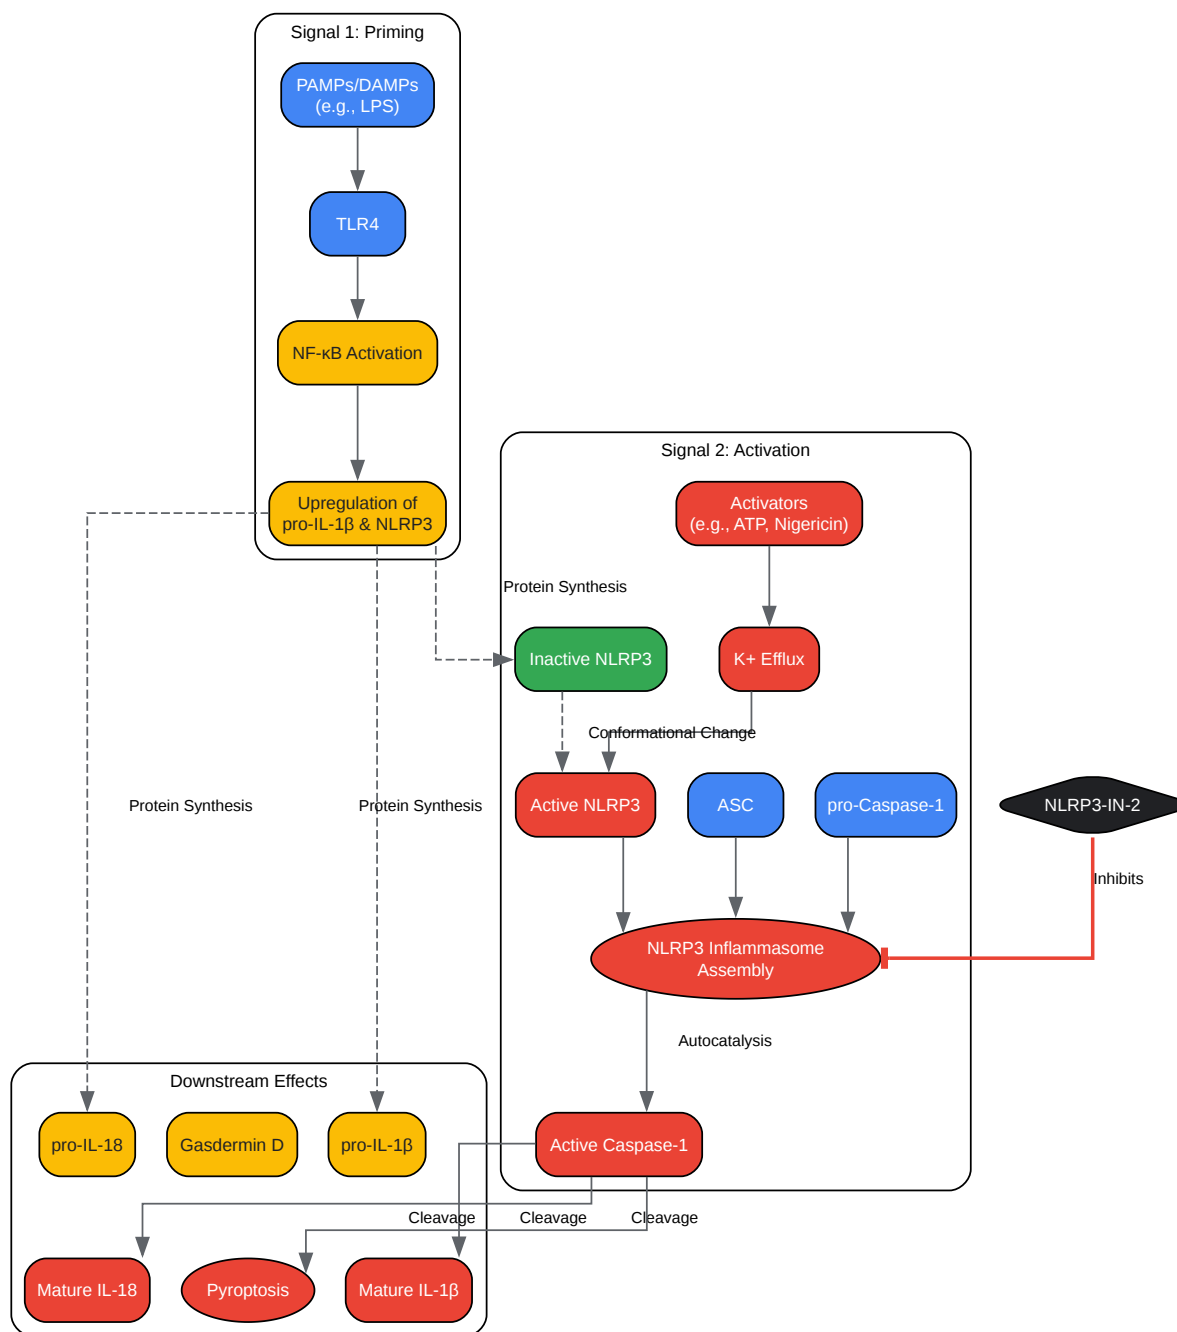 Signal 1: Priming
PAMPs/DAMPs
(e.g., LPS)
TLR4
NF-κB Activation
Upregulation of
pro-IL-1β & NLRP3
Signal 2: Activation
Activators
(e.g., ATP, Nigericin)
Protein Synthesis
Inactive NLRP3
K+ Efflux
Conformational Change
Active NLRP3
ASC
pro-Caspase-1
NLRP3-IN-2
Protein Synthesis
Protein Synthesis
Inhibits
NLRP3 Inflammasome
Assembly
Autocatalysis
Downstream Effects
pro-IL-18
Gasdermin D
pro-IL-1β
Active Caspase-1
Cleavage
Cleavage
Cleavage
Mature IL-18
Pyroptosis
Mature IL-1β